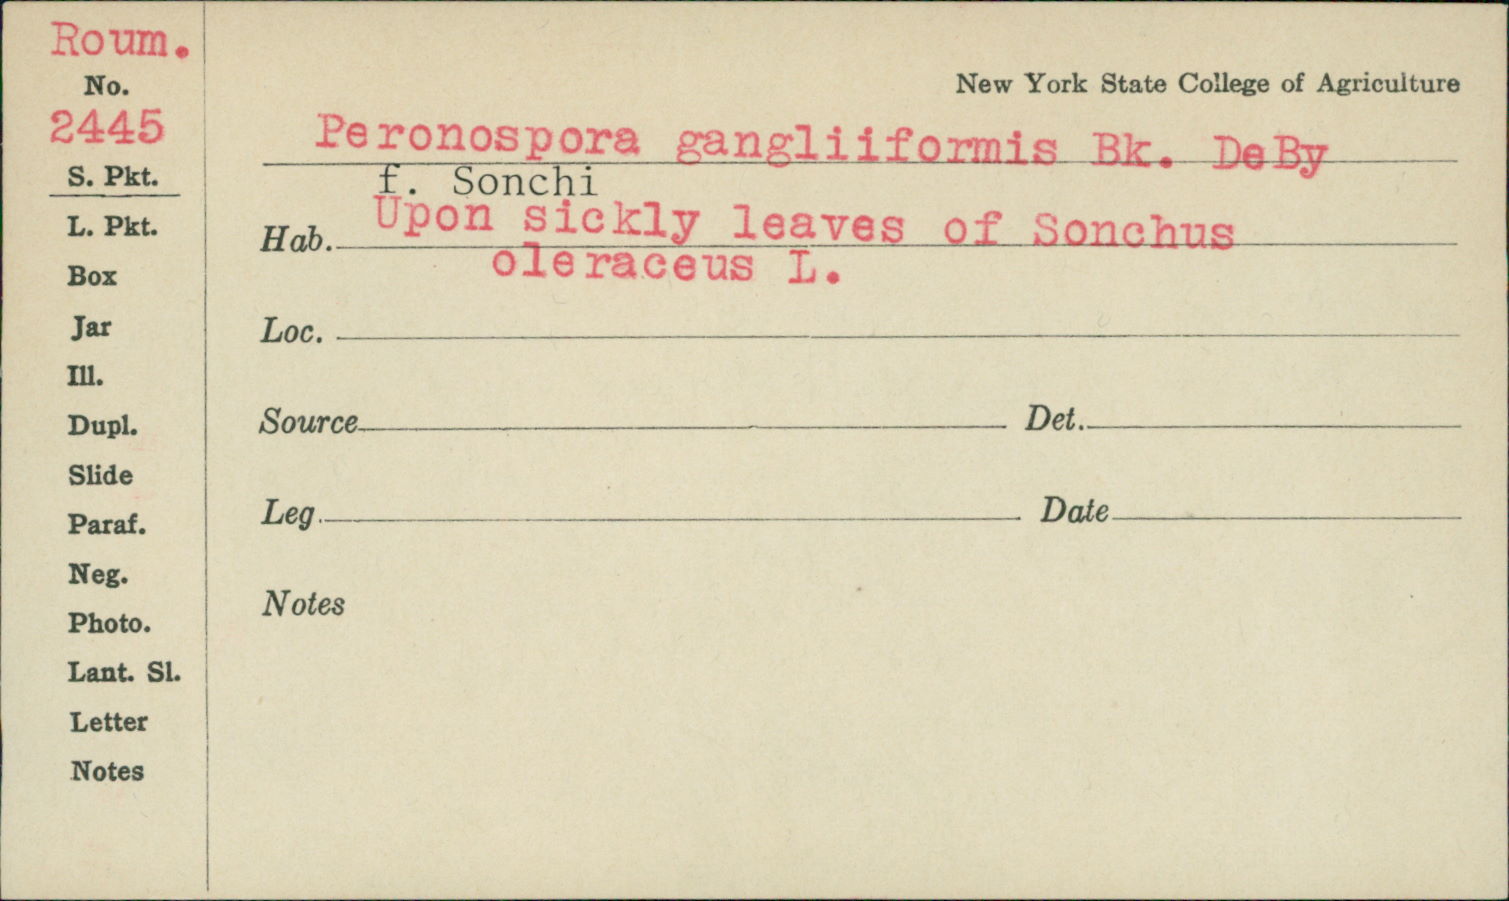 Roum.
No.
2445
S. Pkt.
L. Pkt.
Box
Jar
Ill.
Dupl.
Slide
Paraf.
Neg.
Photo.
Lant. Sl.
Letter
Notes
New York State College of Agriculture
Peronospora gangliiformis Bk. DeBy
f. Sonchi
Hab. Upon sickly leaves of Sonchus
oleraceus L.
Loc.
Source Det.
Leg. Date
Notes